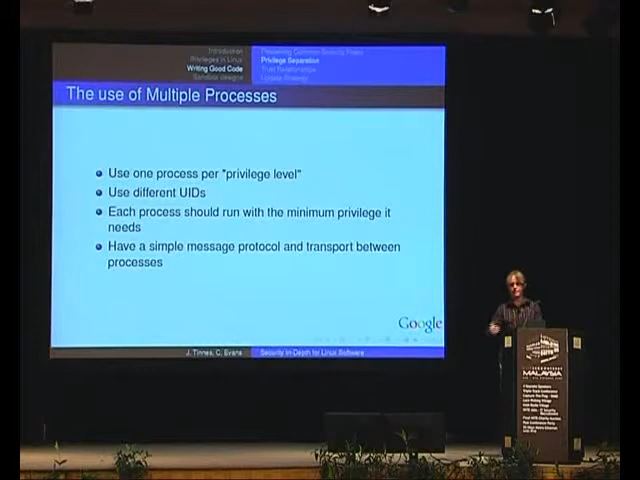 Introduction
Privileges in Linux
Writing Good Code
Sandbox designs
Preventing Common Security Flaws
Privilege Separation
Trust Relationships
Update Strategy
The use of Multiple Processes
Use one process per "privilege level"
Use different UIDs
Each process should run with the minimum privilege it
needs
Have a simple message protocol and transport between
processes
Google
J. Tinnes, C. Evans
Security In-Depth for Linux Software
MALAYSIA